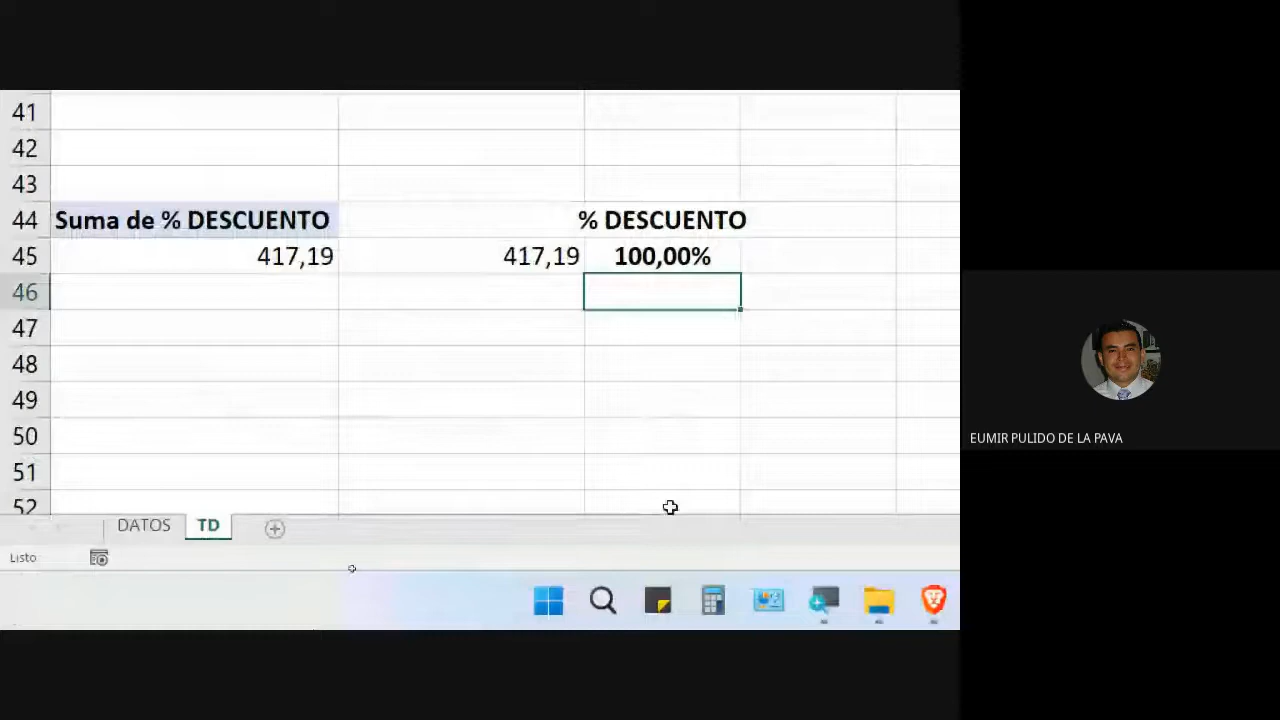 41
42
43
44 Suma de % DESCUENTO % DESCUENTO
45 417,19 417,19 100,00%
46
47
48
49
50
51
52
DATOS TD
Listo
EUMIR PULIDO DE LA PAVA